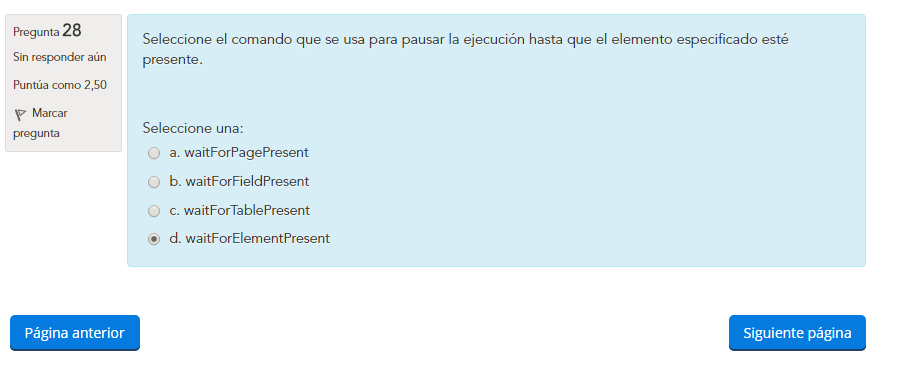 Pregunta 28
Sin responder aún
Puntúa como 2,50
Marcar
pregunta
Seleccione el comando que se usa para pausar la ejecución hasta que el elemento especificado esté
presente.
Seleccione una:
a. waitForPagePresent
b. waitForFieldPresent
c. waitForTablePresent
d. waitForElementPresent
Página anterior
Siguiente página